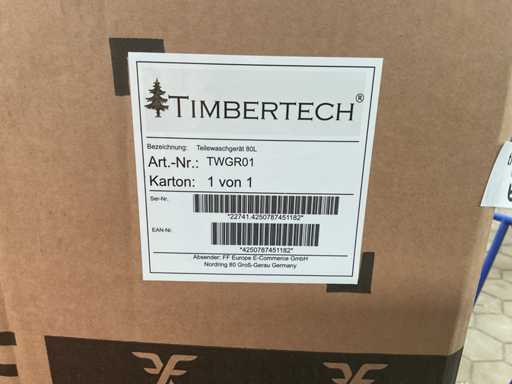 TIMBERTECH®
Bezeichnung: Teilewaschgerät 80L
Art.-Nr.: TWGR01
Karton: 1 von 1
Ser-Nr.
*22741.4250787451182*
EAN-Nr.
*4250787451182*
Absender: FF Europe E-Commerce GmbH
Nordring 80 Groß-Gerau Germany